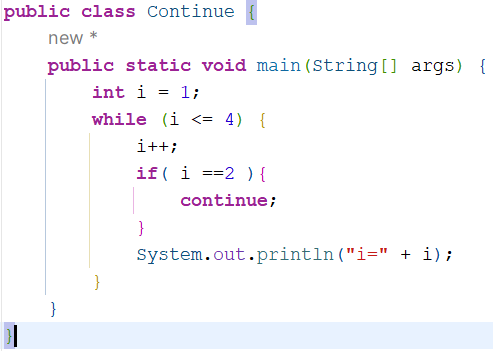 public class Continue {
new *
public static void main(String[] args) {
int i = 1;
while (i <= 4) {
i++;
if( i ==2 ){
continue;
}
System.out.println("i=" + i);
}
}
}